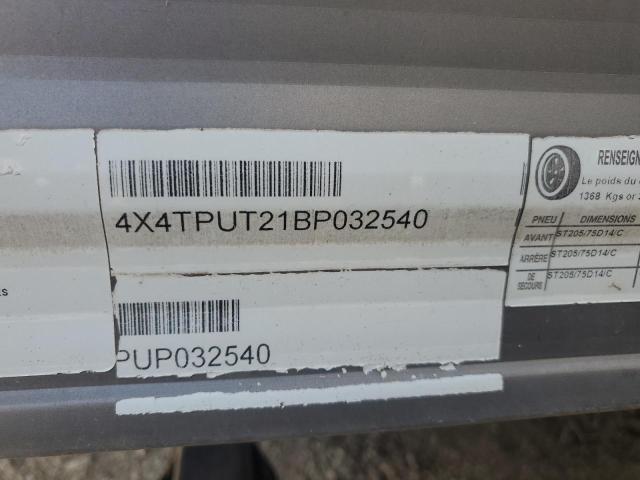 4X4TPUT21BP032540
PUP032540
RENSEIGN
Le poids du
1368 Kgs or
PNEU DIMENSIONS
AVANT ST205/75D14/C
ARRIÈRE ST205/75D14/C
DE SECOURS ST205/75D14/C